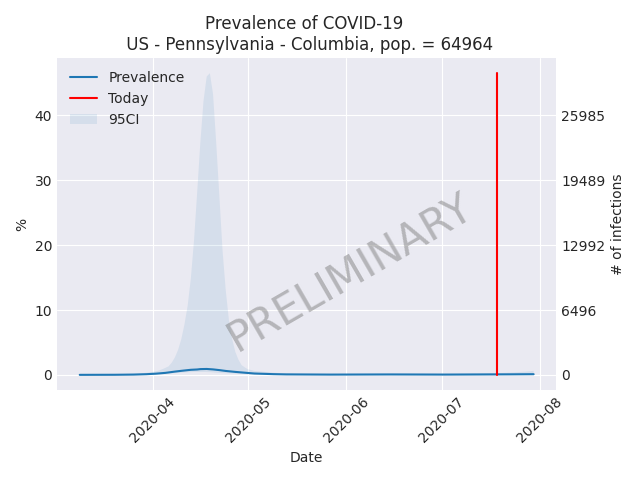 Prevalence of COVID-19
US - Pennsylvania - Columbia, pop. = 64964
Prevalence
Today
95CI
%
40
30
20
10
0
25985
19489
12992
6496
0
# of infections
PRELIMINARY
2020-04
2020-05
2020-06
2020-07
2020-08
Date